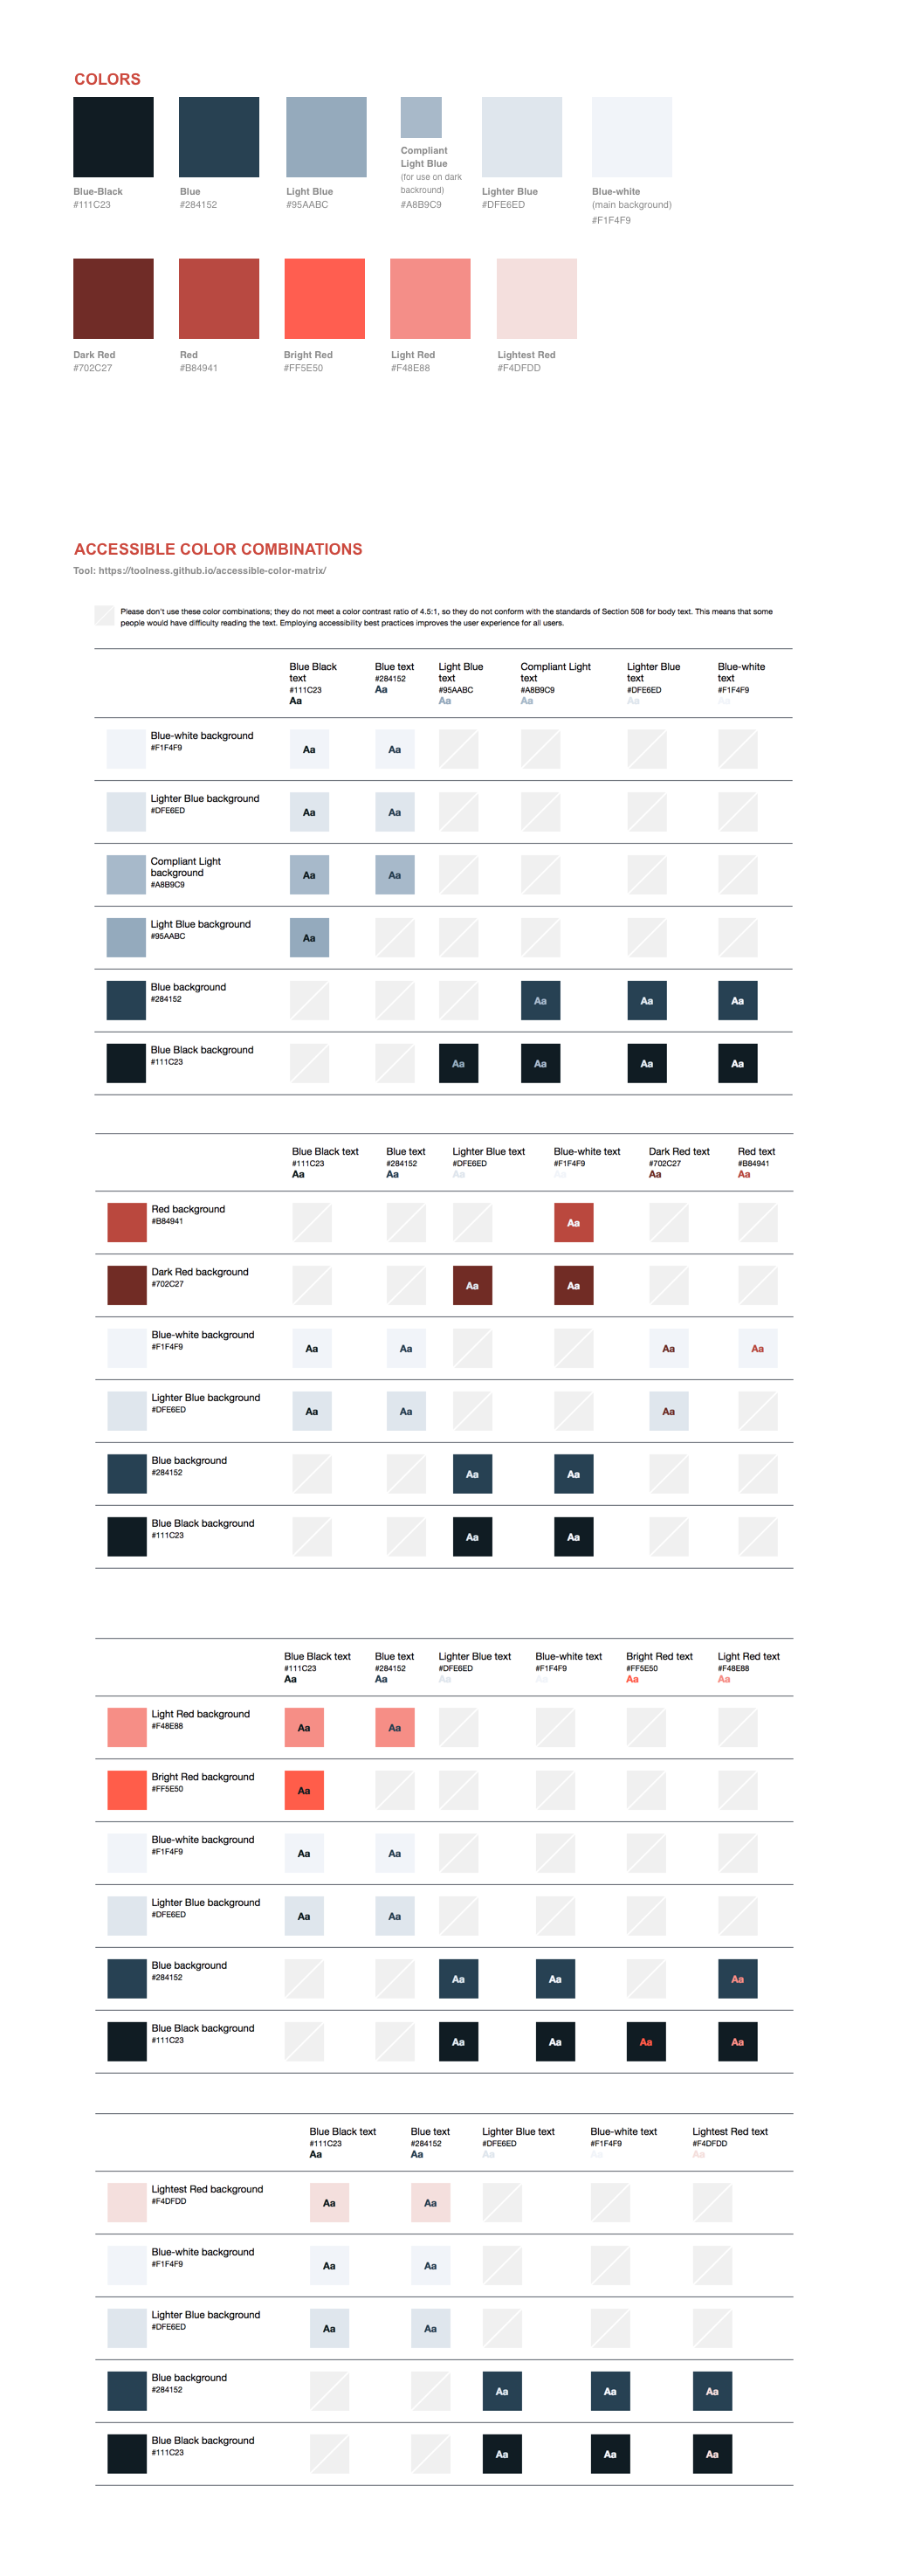 COLORS
Blue-Black
#111C23
Blue
#284152
Light Blue
#95AABC
Compliant
Light Blue
(for use on dark
backround)
#A8B9C9
Lighter Blue
#DFE6ED
Blue-white
(main background)
#F1F4F9
Dark Red
#702C27
Red
#B84941
Bright Red
#FF5E50
Light Red
#F48E88
Lightest Red
#F4DFDD
ACCESSIBLE COLOR COMBINATIONS
Tool: https://toolness.github.io/accessible-color-matrix/
Please don't use these color combinations; they do not meet a color contrast ratio of 4.5:1, so they do not conform with the standards of Section 508 for body text. This means that some
people would have difficulty reading the text. Employing accessibility best practices improves the user experience for all users.
Blue Black
text
#111C23
Aa
Blue text
#284152
Aa
Light Blue
text
#95AABC
Aa
Compliant Light
text
#A8B9C9
Aa
Lighter Blue
text
#DFE6ED
Aa
Blue-white
text
#F1F4F9
Aa
Blue-white background
#F1F4F9
Aa Aa
Lighter Blue background
#DFE6ED
Aa Aa
Compliant Light
background
#A8B9C9
Aa Aa
Light Blue background
#95AABC
Aa
Blue background
#284152
Aa Aa Aa
Blue Black background
#111C23
Aa Aa Aa Aa
Blue Black text
#111C23
Aa
Blue text
#284152
Aa
Lighter Blue text
#DFE6ED
Aa
Blue-white text
#F1F4F9
Aa
Dark Red text
#702C27
Aa
Red text
#B84941
Aa
Red background
#B84941
Aa
Dark Red background
#702C27
Aa Aa
Blue-white background
#F1F4F9
Aa Aa Aa Aa
Lighter Blue background
#DFE6ED
Aa Aa Aa
Blue background
#284152
Aa Aa
Blue Black background
#111C23
Aa Aa
Blue Black text
#111C23
Aa
Blue text
#284152
Aa
Lighter Blue text
#DFE6ED
Aa
Blue-white text
#F1F4F9
Aa
Bright Red text
#FF5E50
Aa
Light Red text
#F48E88
Aa
Light Red background
#F48E88
Aa Aa
Bright Red background
#FF5E50
Aa
Blue-white background
#F1F4F9
Aa Aa
Lighter Blue background
#DFE6ED
Aa Aa
Blue background
#284152
Aa Aa Aa
Blue Black background
#111C23
Aa Aa Aa Aa
Blue Black text
#111C23
Aa
Blue text
#284152
Aa
Lighter Blue text
#DFE6ED
Aa
Blue-white text
#F1F4F9
Aa
Lightest Red text
#F4DFDD
Aa
Lightest Red background
#F4DFDD
Aa Aa
Blue-white background
#F1F4F9
Aa Aa
Lighter Blue background
#DFE6ED
Aa Aa
Blue background
#284152
Aa Aa Aa
Blue Black background
#111C23
Aa Aa Aa